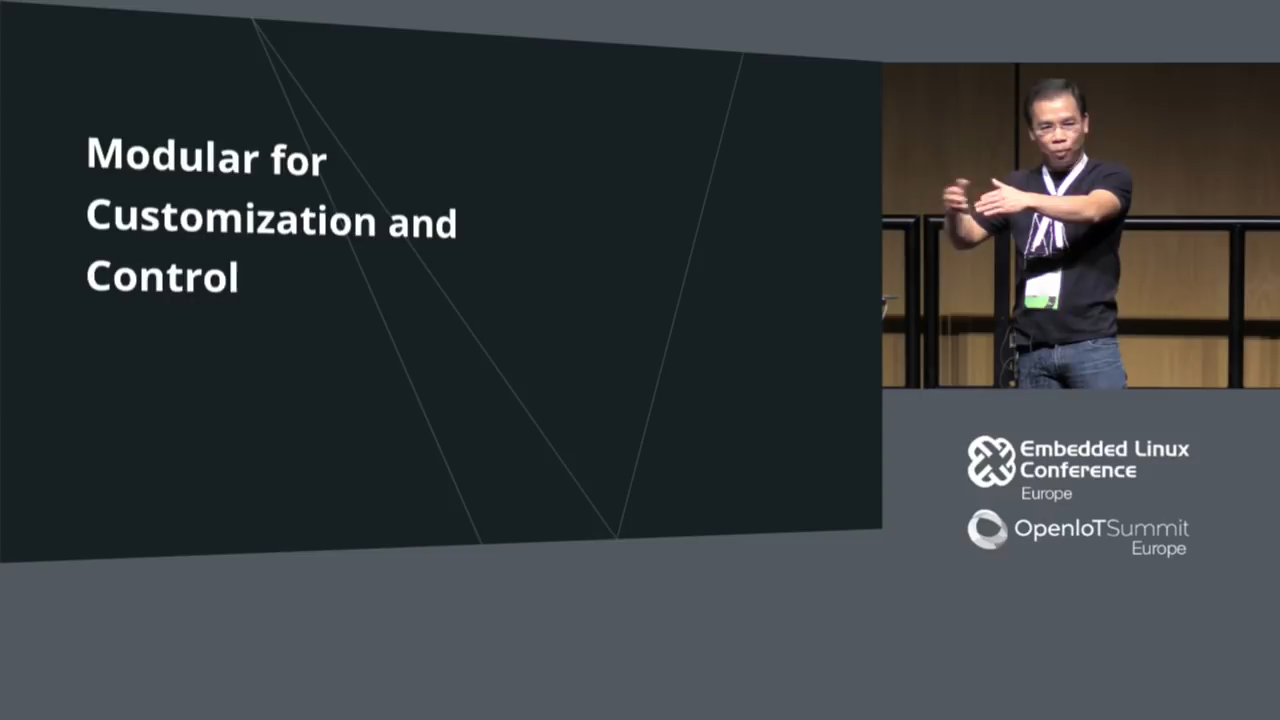 Modular for
Customization and
Control
Embedded Linux
Conference
Europe
OpenIoTSummit
Europe